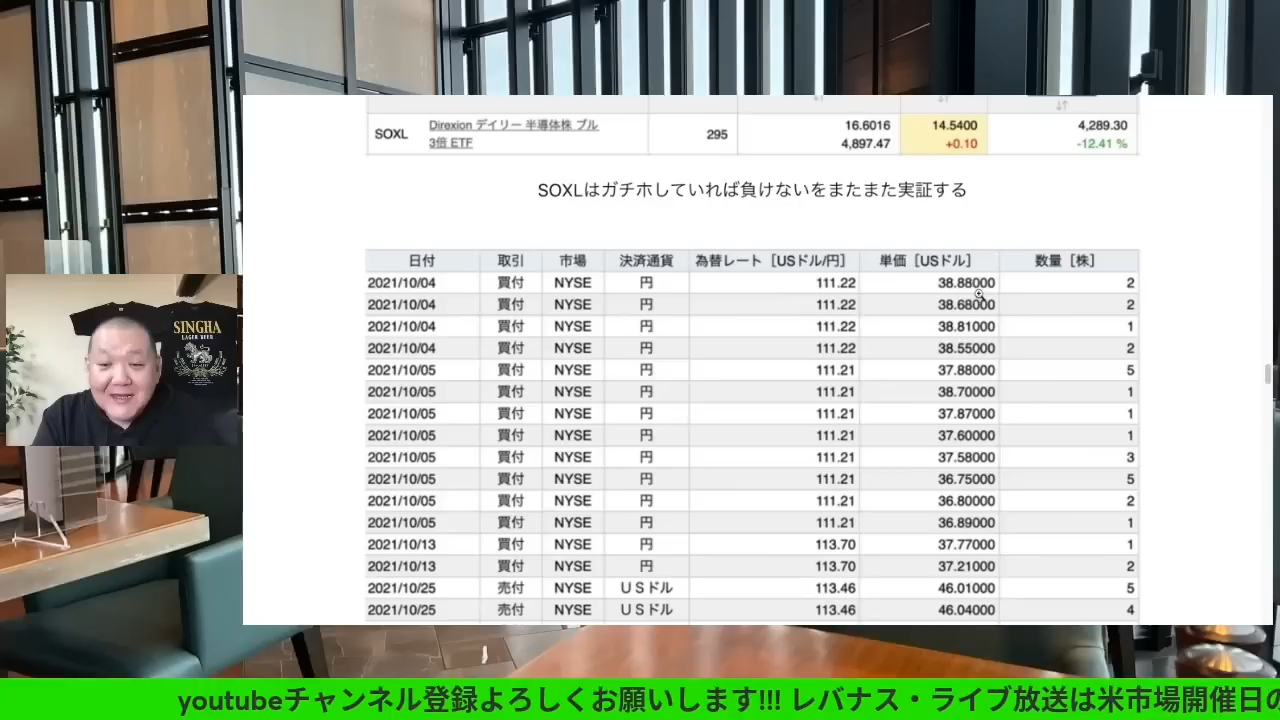 SOXL Direxion デイリー 半導体株 ブル 295 16.6016 14.5400 4,289.30
3倍 ETF 4,897.47 +0.10 -12.41 %
SOXLはガチホしていれば負けないをまたまた実証する
日付 取引 市場 決済通貨 為替レート［USドル/円］ 単価［USドル］ 数量［株］
2021/10/04 買付 NYSE 円 111.22 38.88000 2
2021/10/04 買付 NYSE 円 111.22 38.68000 2
2021/10/04 買付 NYSE 円 111.22 38.81000 1
2021/10/04 買付 NYSE 円 111.22 38.55000 2
2021/10/05 買付 NYSE 円 111.21 37.88000 5
2021/10/05 買付 NYSE 円 111.21 38.70000 1
2021/10/05 買付 NYSE 円 111.21 37.87000 1
2021/10/05 買付 NYSE 円 111.21 37.60000 1
2021/10/05 買付 NYSE 円 111.21 37.58000 3
2021/10/05 買付 NYSE 円 111.21 36.75000 5
2021/10/05 買付 NYSE 円 111.21 36.80000 2
2021/10/05 買付 NYSE 円 111.21 36.89000 1
2021/10/13 買付 NYSE 円 113.70 37.77000 1
2021/10/13 買付 NYSE 円 113.70 37.21000 2
2021/10/25 売付 NYSE ＵＳドル 113.46 46.01000 5
2021/10/25 売付 NYSE ＵＳドル 113.46 46.04000 4
SINGHA
LAGER BEER
youtubeチャンネル登録よろしくお願いします!!! レバナス・ライブ放送は米市場開催日の